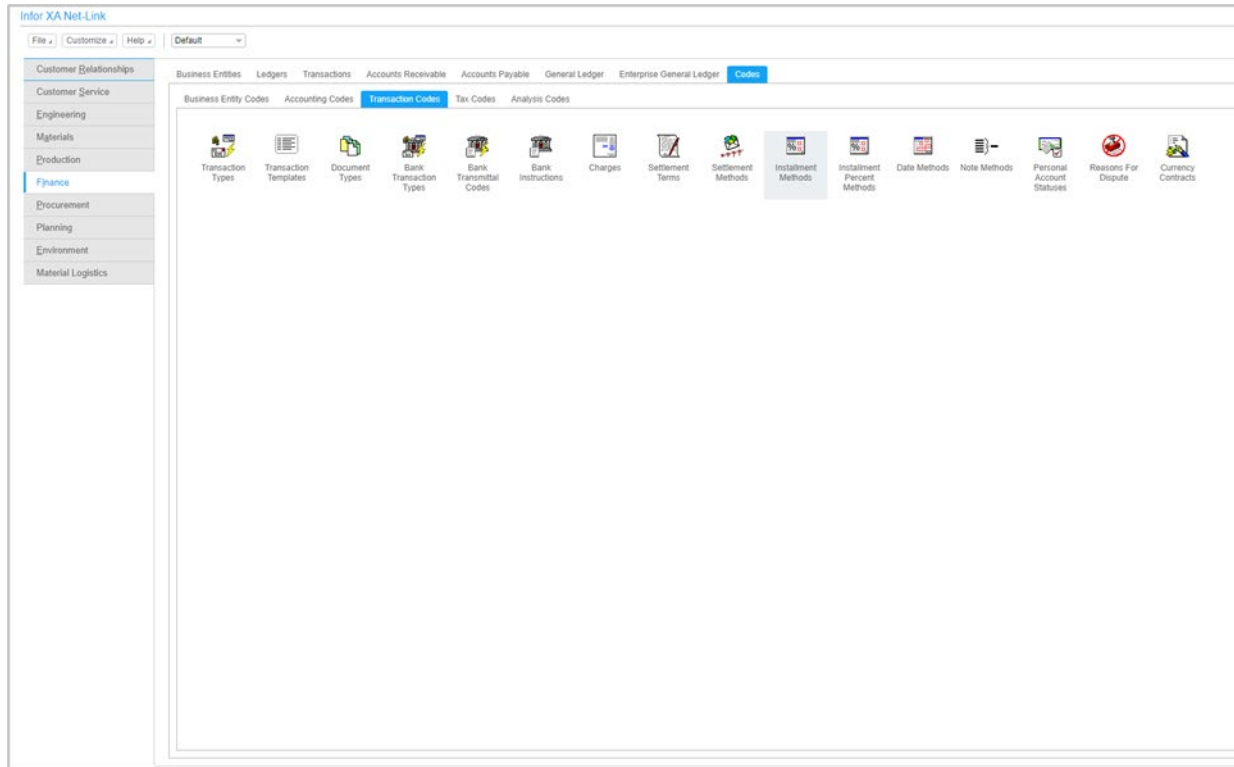 Infor XA Net-Link
File Customize Help Default
Customer Relationships
Customer Service
Engineering
Materials
Production
Finance
Procurement
Planning
Environment
Material Logistics
Business Entities Ledgers Transactions Accounts Receivable Accounts Payable General Ledger Enterprise General Ledger Codes
Business Entity Codes Accounting Codes Transaction Codes Tax Codes Analysis Codes
Transaction Types
Transaction Templates
Document Types
Bank Transaction Types
Bank Transmittal Codes
Bank Instructions
Charges
Settlement Terms
Settlement Methods
Installment Methods
Installment Percent Methods
Date Methods
Note Methods
Personal Account Statuses
Reasons For Dispute
Currency Contracts